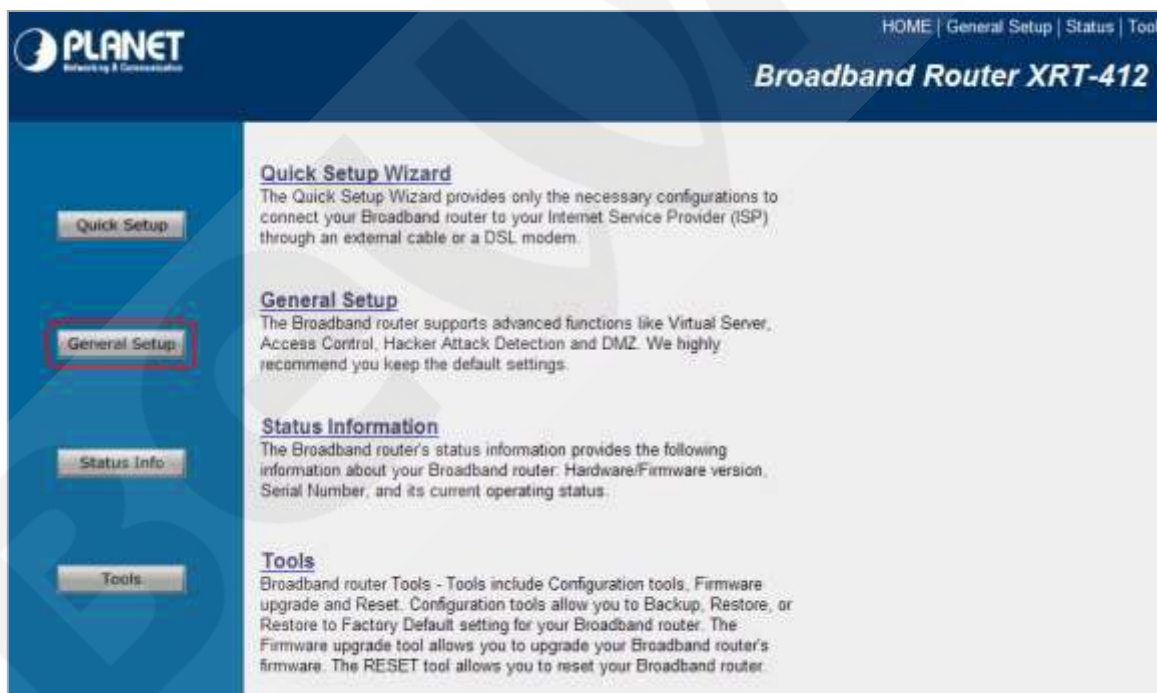 PLANET
Networking & Communication
HOME | General Setup | Status | Tool
Broadband Router XRT-412
Quick Setup
General Setup
Status Info
Tools
Quick Setup Wizard
The Quick Setup Wizard provides only the necessary configurations to
connect your Broadband router to your Internet Service Provider (ISP)
through an external cable or a DSL modem.
General Setup
The Broadband router supports advanced functions like Virtual Server,
Access Control, Hacker Attack Detection and DMZ. We highly
recommend you keep the default settings.
Status Information
The Broadband router's status information provides the following
information about your Broadband router: Hardware/Firmware version,
Serial Number, and its current operating status.
Tools
Broadband router Tools - Tools include Configuration tools, Firmware
upgrade and Reset. Configuration tools allow you to Backup, Restore, or
Restore to Factory Default setting for your Broadband router. The
Firmware upgrade tool allows you to upgrade your Broadband router's
firmware. The RESET tool allows you to reset your Broadband router.